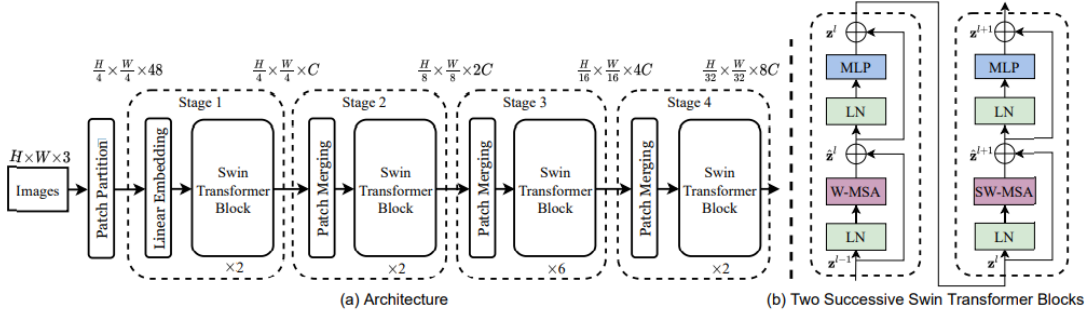 H/4 × W/4 × 48
H/4 × W/4 × C
H/8 × W/8 × 2C
H/16 × W/16 × 4C
H/32 × W/32 × 8C
Stage 1
Stage 2
Stage 3
Stage 4
H×W×3
Images
Patch Partition
Linear Embedding
Swin
Transformer
Block
×2
Patch Merging
Swin
Transformer
Block
×2
Patch Merging
Swin
Transformer
Block
×6
Patch Merging
Swin
Transformer
Block
×2
(a) Architecture
z^l
MLP
LN
ẑ^l
W-MSA
LN
z^{l-1}
z^{l+1}
MLP
LN
ẑ^{l+1}
SW-MSA
LN
z^l
(b) Two Successive Swin Transformer Blocks